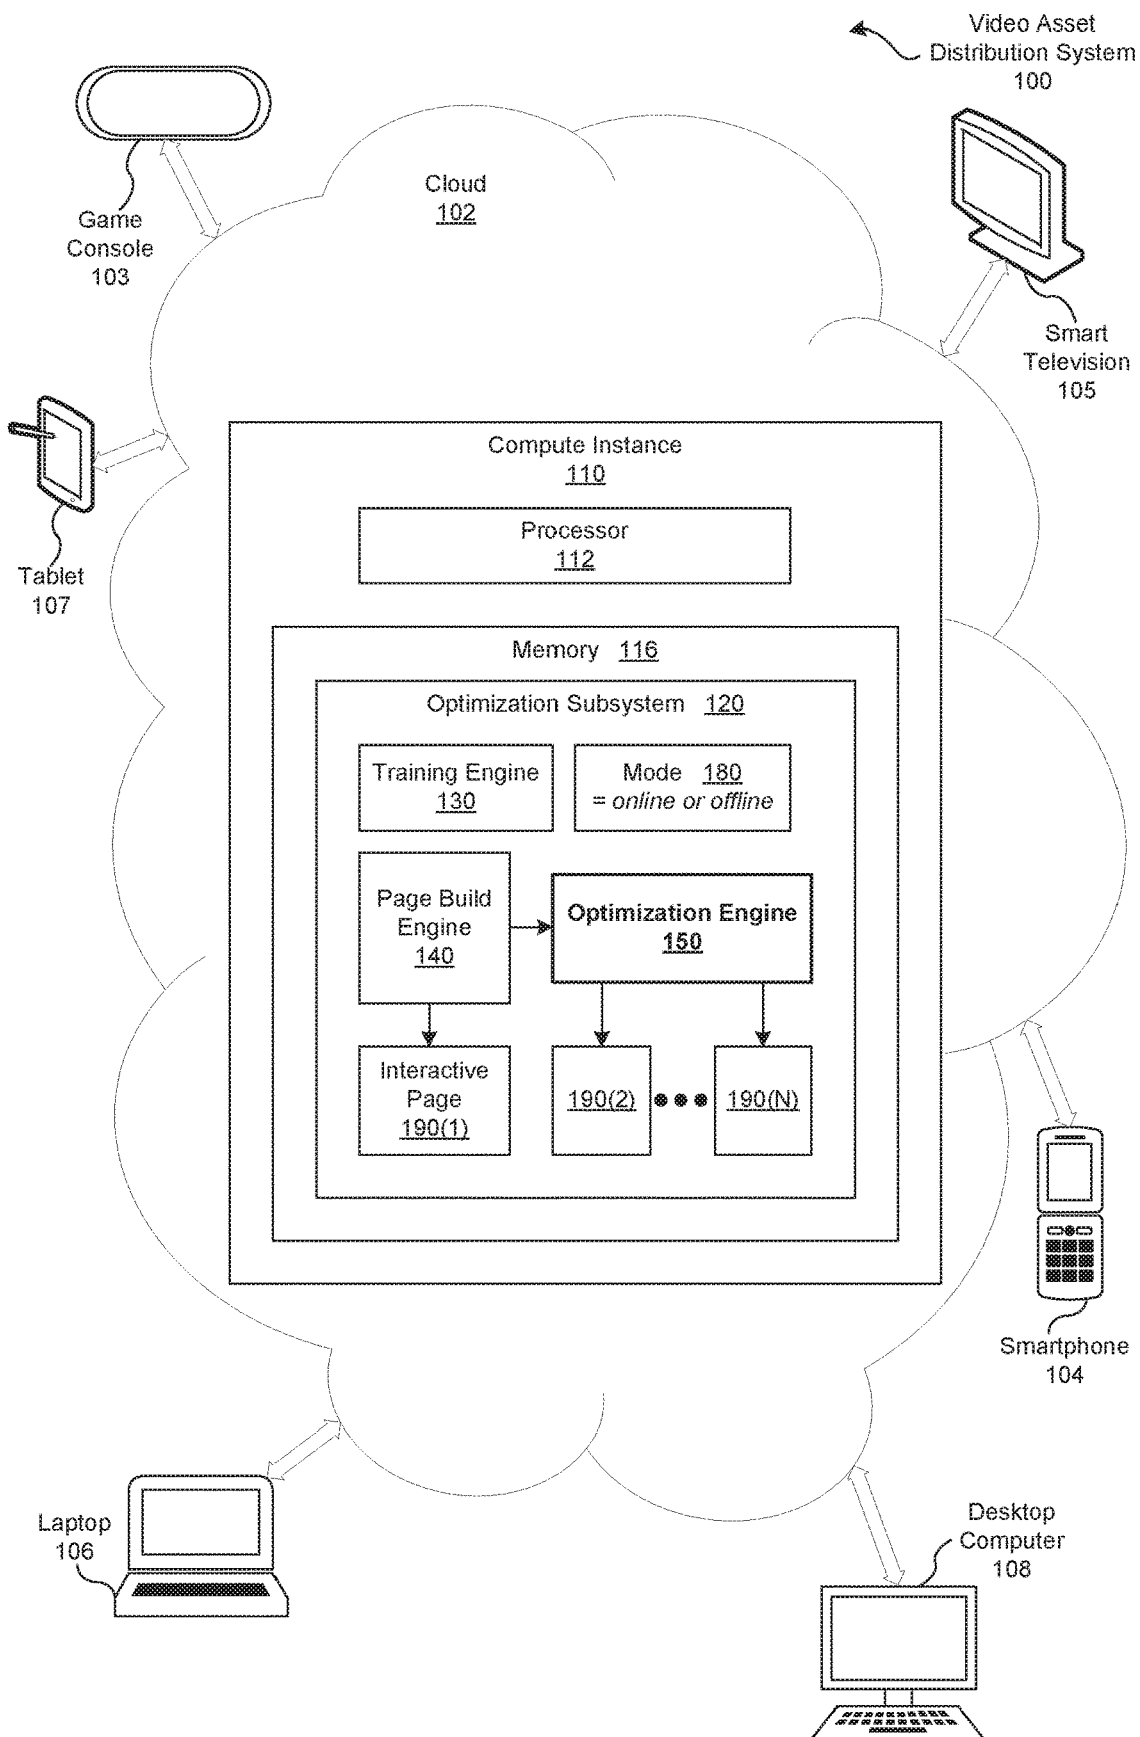 Video Asset
Distribution System
100
Cloud
102
Game
Console
103
Smart
Television
105
Tablet
107
Compute Instance
110
Processor
112
Memory 116
Optimization Subsystem 120
Training Engine
130
Mode 180
= online or offline
Page Build
Engine
140
Optimization Engine
150
Interactive
Page
190(1)
190(2)
190(N)
Smartphone
104
Laptop
106
Desktop
Computer
108